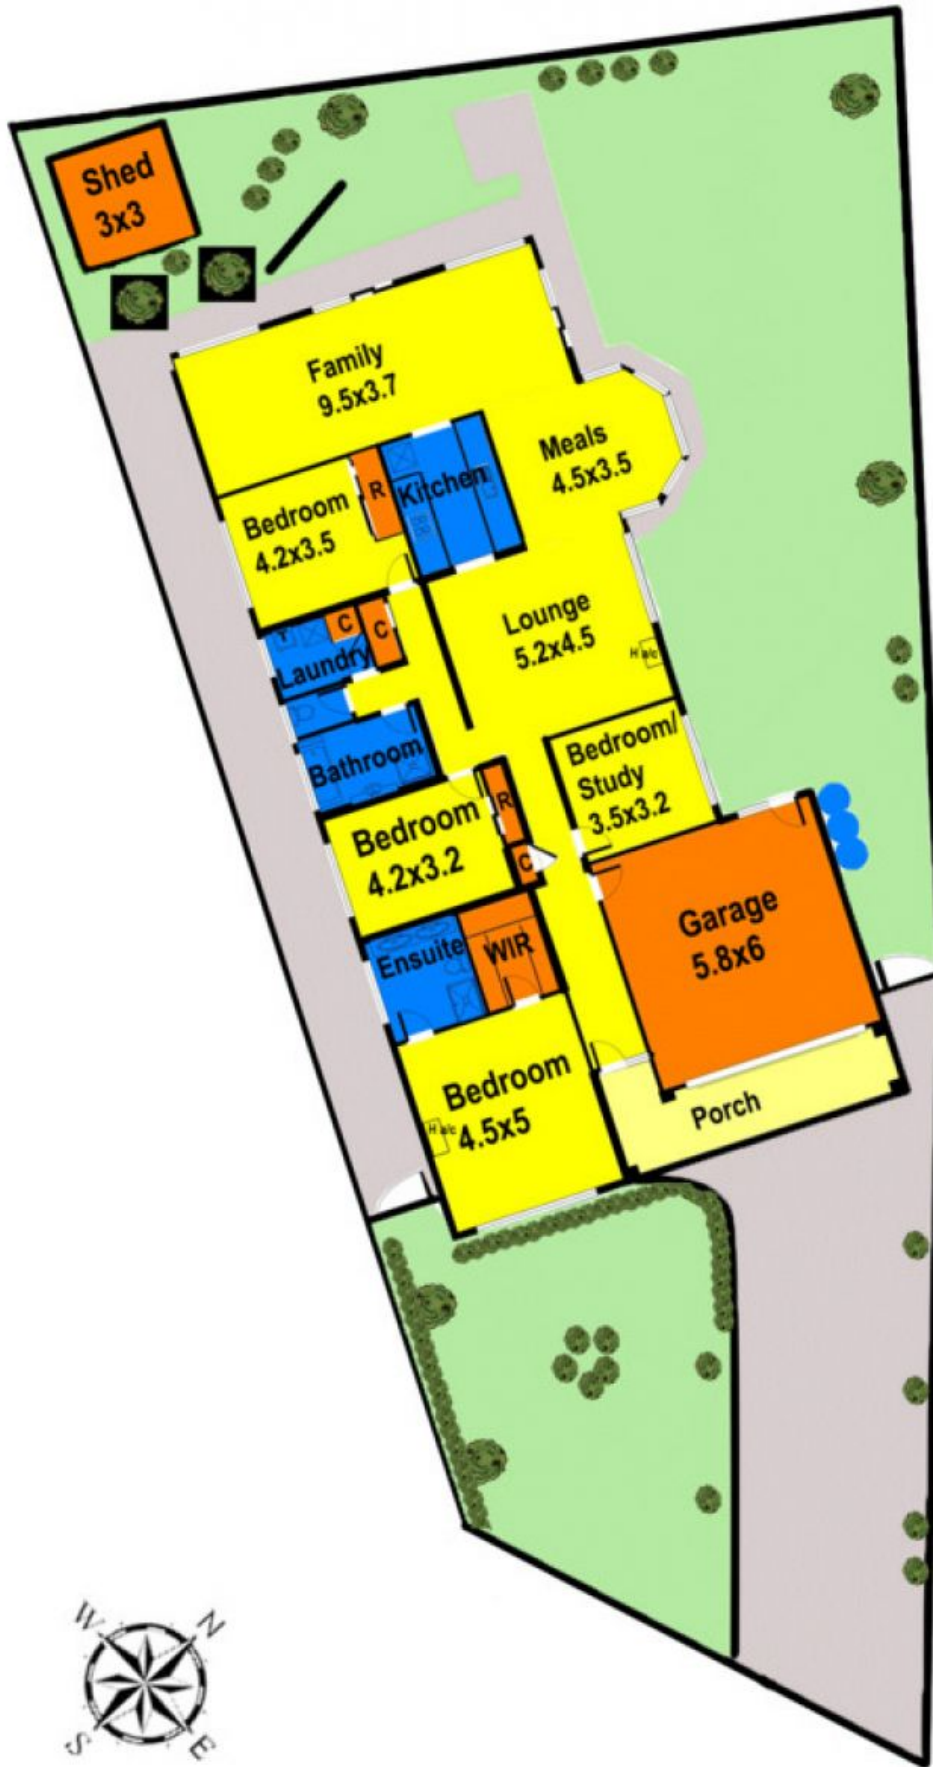 Shed
3x3
Family
9.5x3.7
Meals
4.5x3.5
Kitchen
R
Bedroom
4.2x3.5
Lounge
5.2x4.5
H a/c
C
C
T
Laundry
Bathroom
Bedroom/
Study
3.5x3.2
Bedroom
4.2x3.2
R
C
Garage
5.8x6
Ensuite
WIR
Bedroom
4.5x5
H a/c
Porch
W
N
S
E